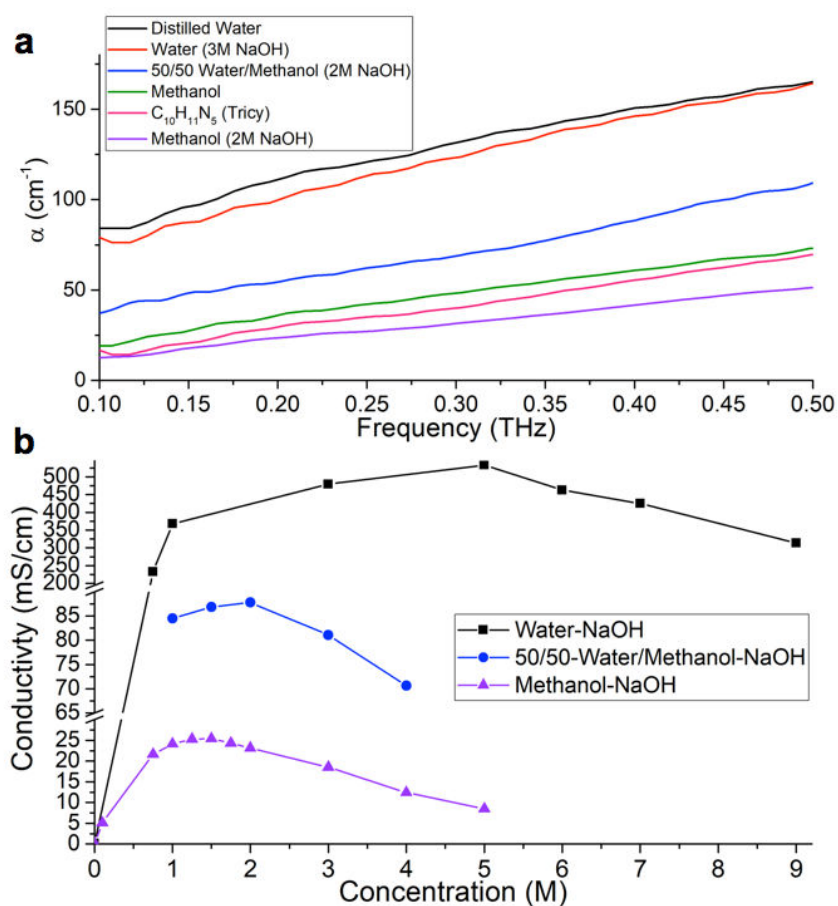 a
Distilled Water
Water (3M NaOH)
50/50 Water/Methanol (2M NaOH)
Methanol
C₁₀H₁₁N₅ (Tricy)
Methanol (2M NaOH)
α (cm⁻¹)
150
100
50
0
0.10 0.15 0.20 0.25 0.30 0.35 0.40 0.45 0.50
Frequency (THz)
b
Conductivty (mS/cm)
500
450
400
350
300
250
200
85
80
75
70
65
25
20
15
10
5
0
Water-NaOH
50/50-Water/Methanol-NaOH
Methanol-NaOH
0 1 2 3 4 5 6 7 8 9
Concentration (M)